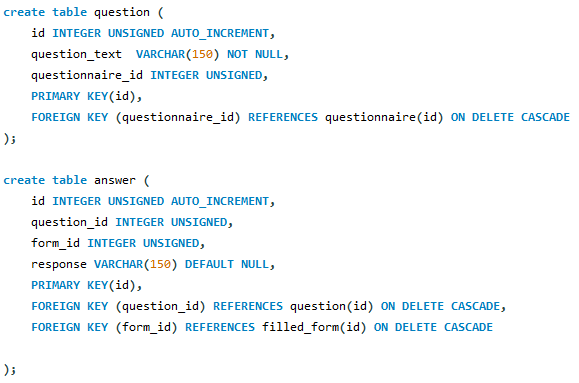 create table question (
    id INTEGER UNSIGNED AUTO_INCREMENT,
    question_text  VARCHAR(150) NOT NULL,
    questionnaire_id INTEGER UNSIGNED,
    PRIMARY KEY(id),
    FOREIGN KEY (questionnaire_id) REFERENCES questionnaire(id) ON DELETE CASCADE
);

create table answer (
    id INTEGER UNSIGNED AUTO_INCREMENT,
    question_id INTEGER UNSIGNED,
    form_id INTEGER UNSIGNED,
    response VARCHAR(150) DEFAULT NULL,
    PRIMARY KEY(id),
    FOREIGN KEY (question_id) REFERENCES question(id) ON DELETE CASCADE,
    FOREIGN KEY (form_id) REFERENCES filled_form(id) ON DELETE CASCADE

);